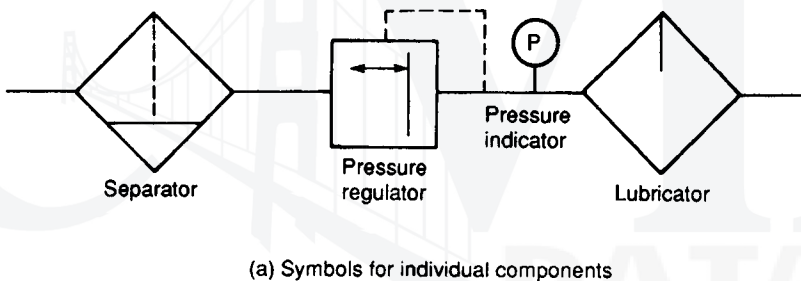 P
Separator
Pressure
regulator
Pressure
indicator
Lubricator
(a) Symbols for individual components